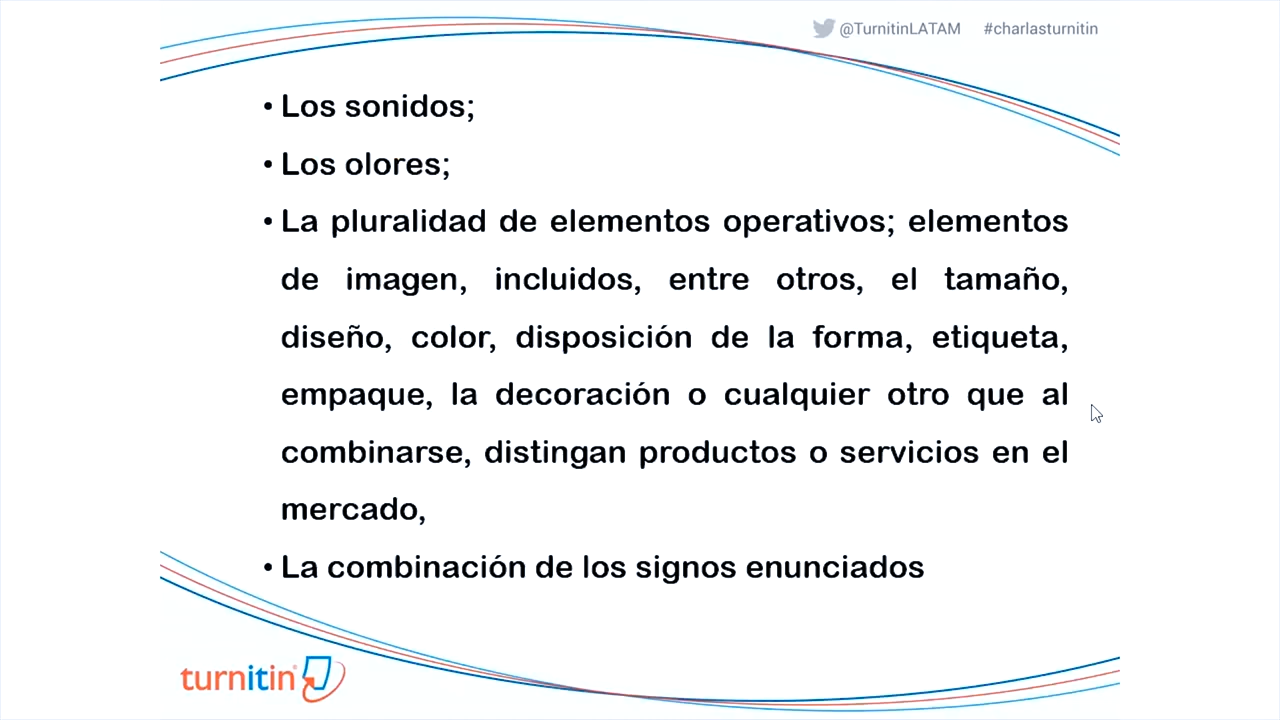 @TurnitinLATAM #charlasturnitin
• Los sonidos;
• Los olores;
• La pluralidad de elementos operativos; elementos
de imagen, incluidos, entre otros, el tamaño,
diseño, color, disposición de la forma, etiqueta,
empaque, la decoración o cualquier otro que al
combinarse, distingan productos o servicios en el
mercado,
• La combinación de los signos enunciados
turnitin